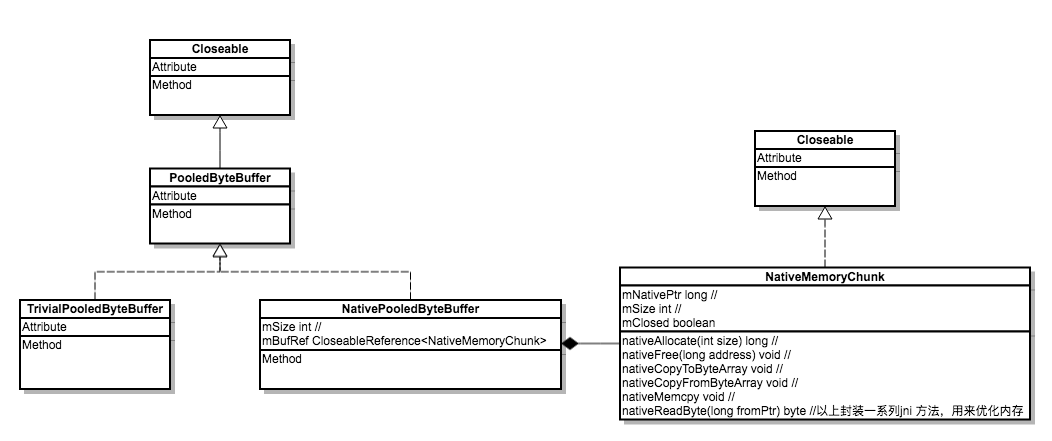 Closeable
Attribute
Method
PooledByteBuffer
Attribute
Method
TrivialPooledByteBuffer
Attribute
Method
NativePooledByteBuffer
mSize int //
mBufRef CloseableReference<NativeMemoryChunk>
Method
Closeable
Attribute
Method
NativeMemoryChunk
mNativePtr long //
mSize int //
mClosed boolean
nativeAllocate(int size) long //
nativeFree(long address) void //
nativeCopyToByteArray void //
nativeCopyFromByteArray void //
nativeMemcpy void //
nativeReadByte(long fromPtr) byte //以上封装一系列jni 方法，用来优化内存